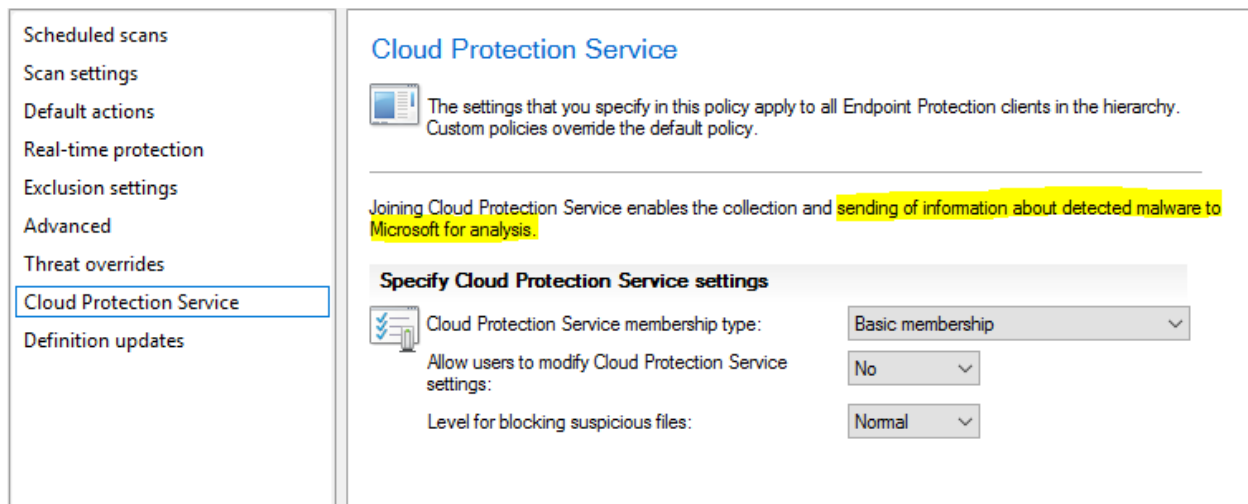 Scheduled scans
Scan settings
Default actions
Real-time protection
Exclusion settings
Advanced
Threat overrides
Cloud Protection Service
Definition updates
Cloud Protection Service
The settings that you specify in this policy apply to all Endpoint Protection clients in the hierarchy.
Custom policies override the default policy.
Joining Cloud Protection Service enables the collection and sending of information about detected malware to
Microsoft for analysis.
Specify Cloud Protection Service settings
Cloud Protection Service membership type: Basic membership
Allow users to modify Cloud Protection Service
settings: No
Level for blocking suspicious files: Normal